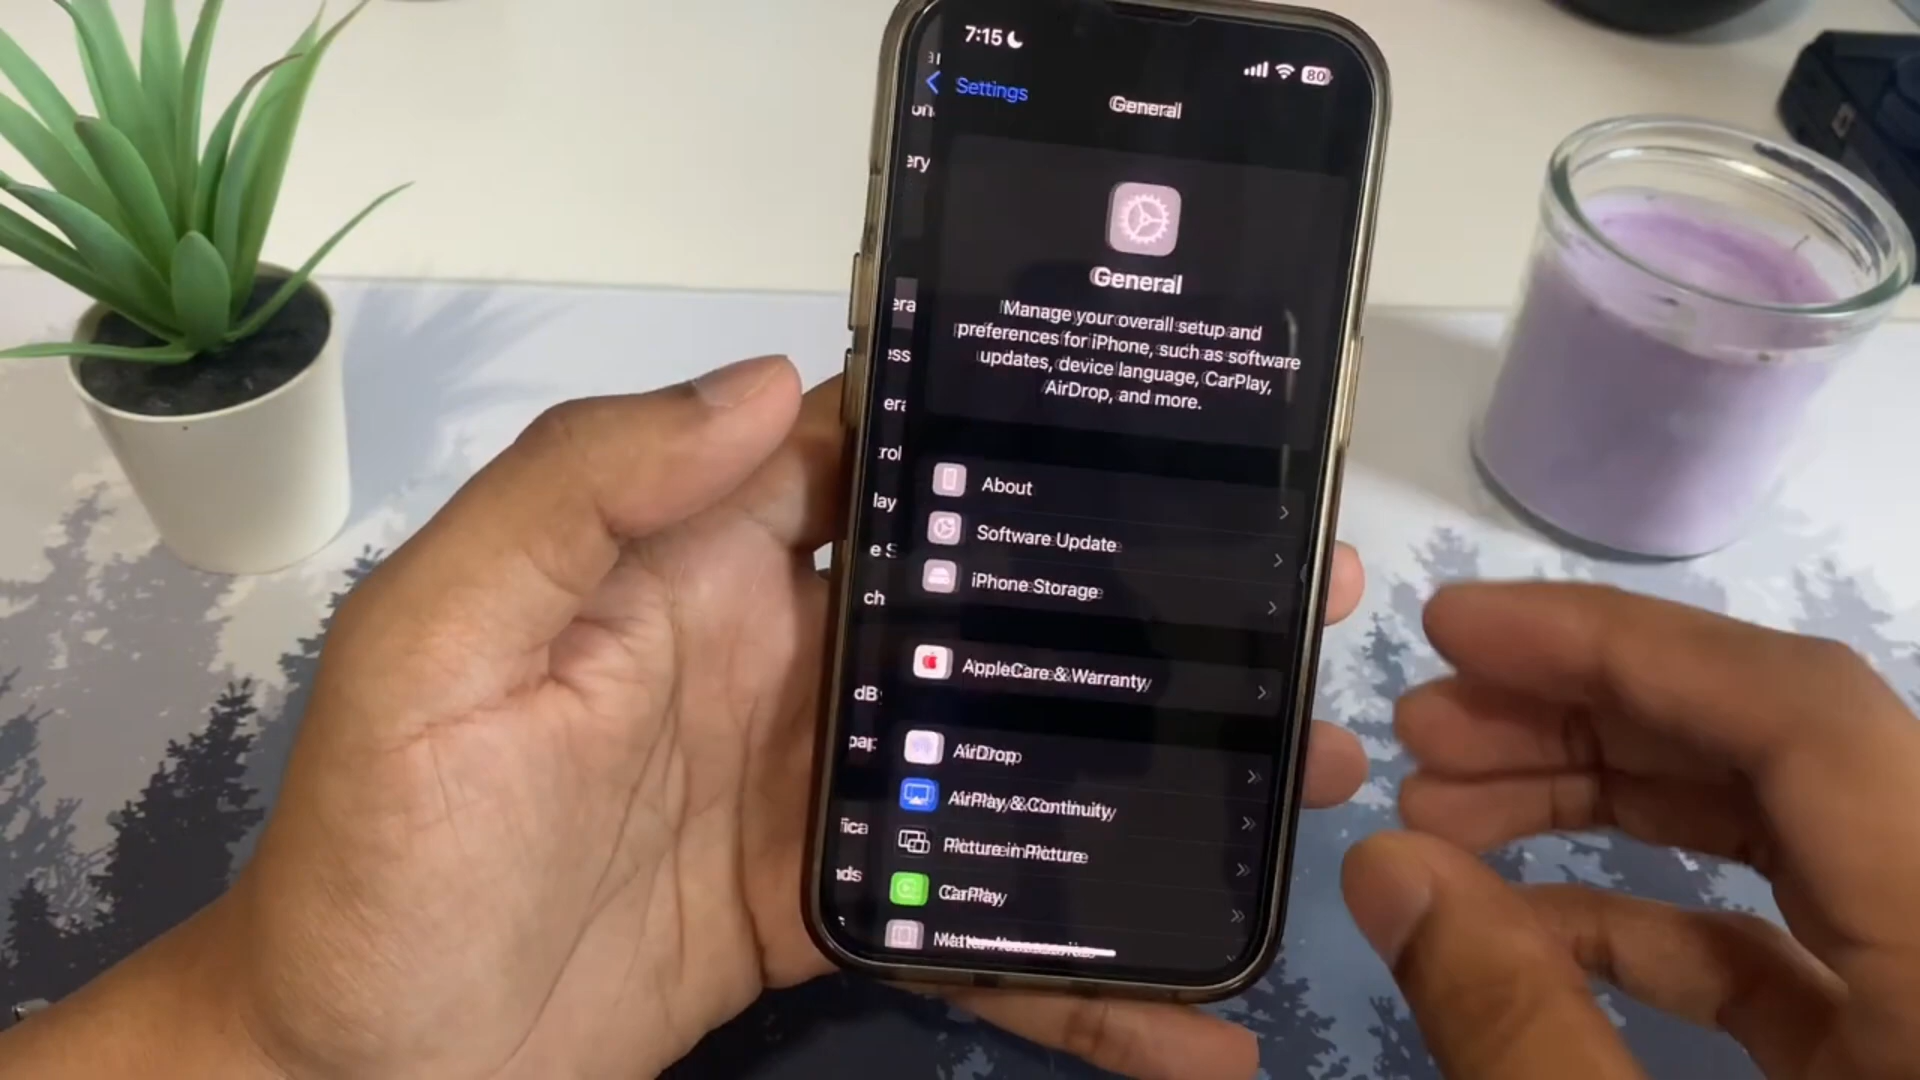 7:15
80
Settings
General
General
Manage your overall setup and
preferences for iPhone, such as software
updates, device language, CarPlay,
AirDrop, and more.
About
Software Update
iPhone Storage
AppleCare & Warranty
AirDrop
AirPlay & Continuity
Picture in Picture
CarPlay